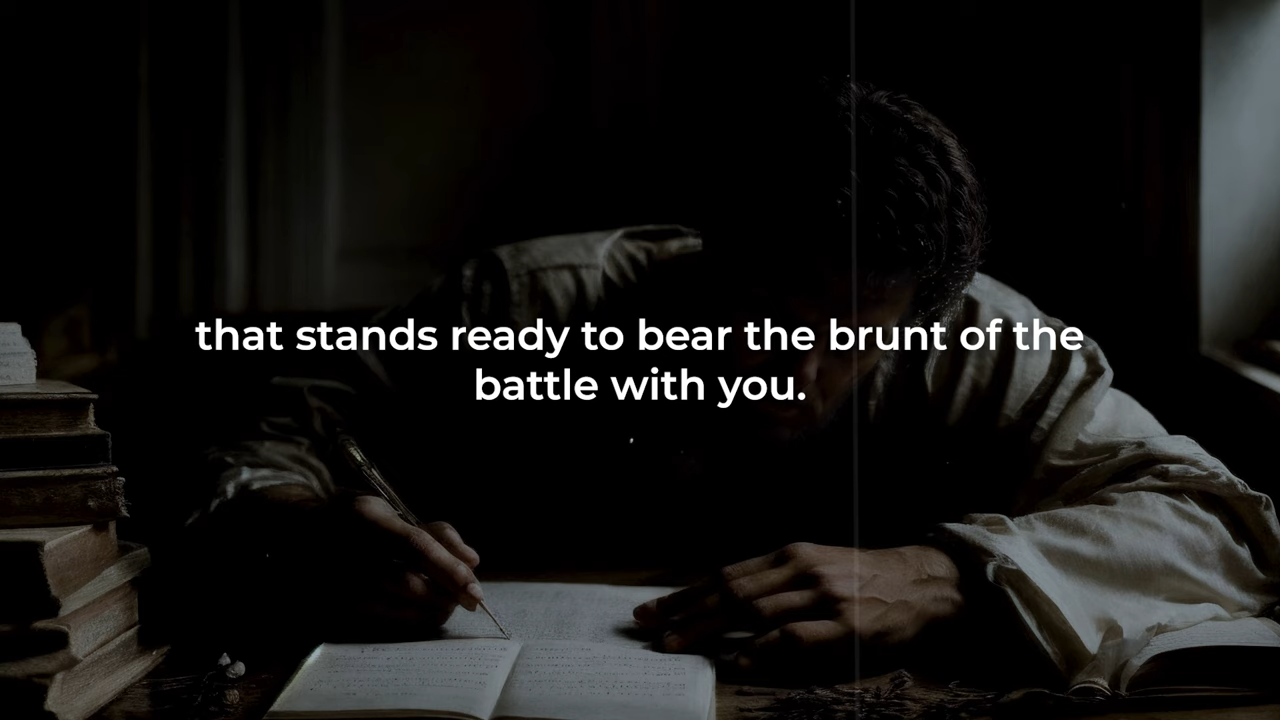 that stands ready to bear the brunt of the
battle with you.